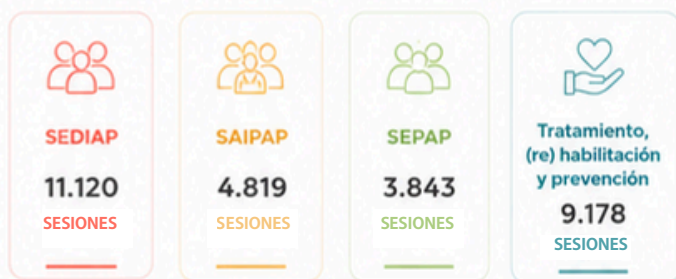 SEDIAP
11.120
SESIONES
SAIPAP
4.819
SESIONES
SEPAP
3.843
SESIONES
Tratamiento,
(re) habilitación
y prevención
9.178
SESIONES